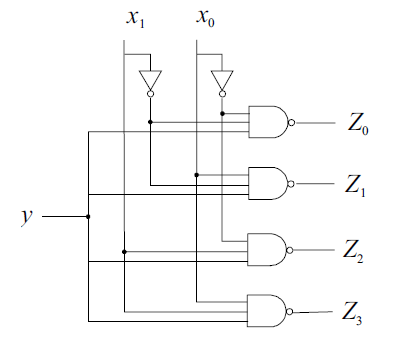 x₁ x₀
Z₀
Z₁
y
Z₂
Z₃